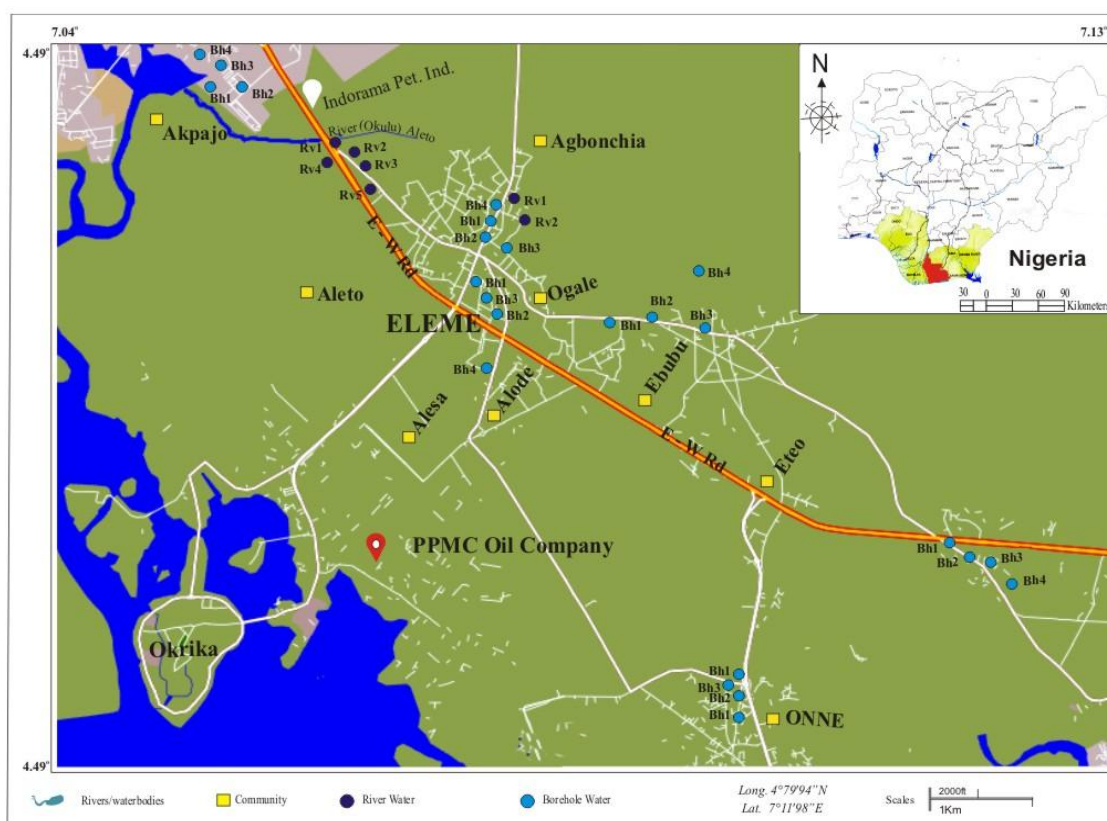 7.04"
7.13"
4.49"
Bh4
Bh3
Bh1
Bh2
Indorama Pet. Ind.
N
Akpajo
River (Okulu) Aleto
Agbonchia
Rv1
Rv2
Rv4
Rv3
Rv5
Bh4
Rv1
Bh1
Rv2
Bh2
Bh3
E - W Rd
Nigeria
30 0 30 60 90
Kilometers
Bh4
Aleto
Bh1
Bh3
Ogale
Bh2
ELEME
Bh2
Bh1
Bh3
Bh4
Ebubu
Alode
Alesa
E - W Rd
Eteo
PPMC Oil Company
Bh1
Bh2
Bh3
Bh4
Okrika
Bh1
Bh3
Bh2
Bh1
ONNE
4.49"
Rivers/waterbodies
Community
River Water
Borehole Water
Long. 4°79'94"N
Lat. 7°11'98"E
Scales
2000ft
1Km